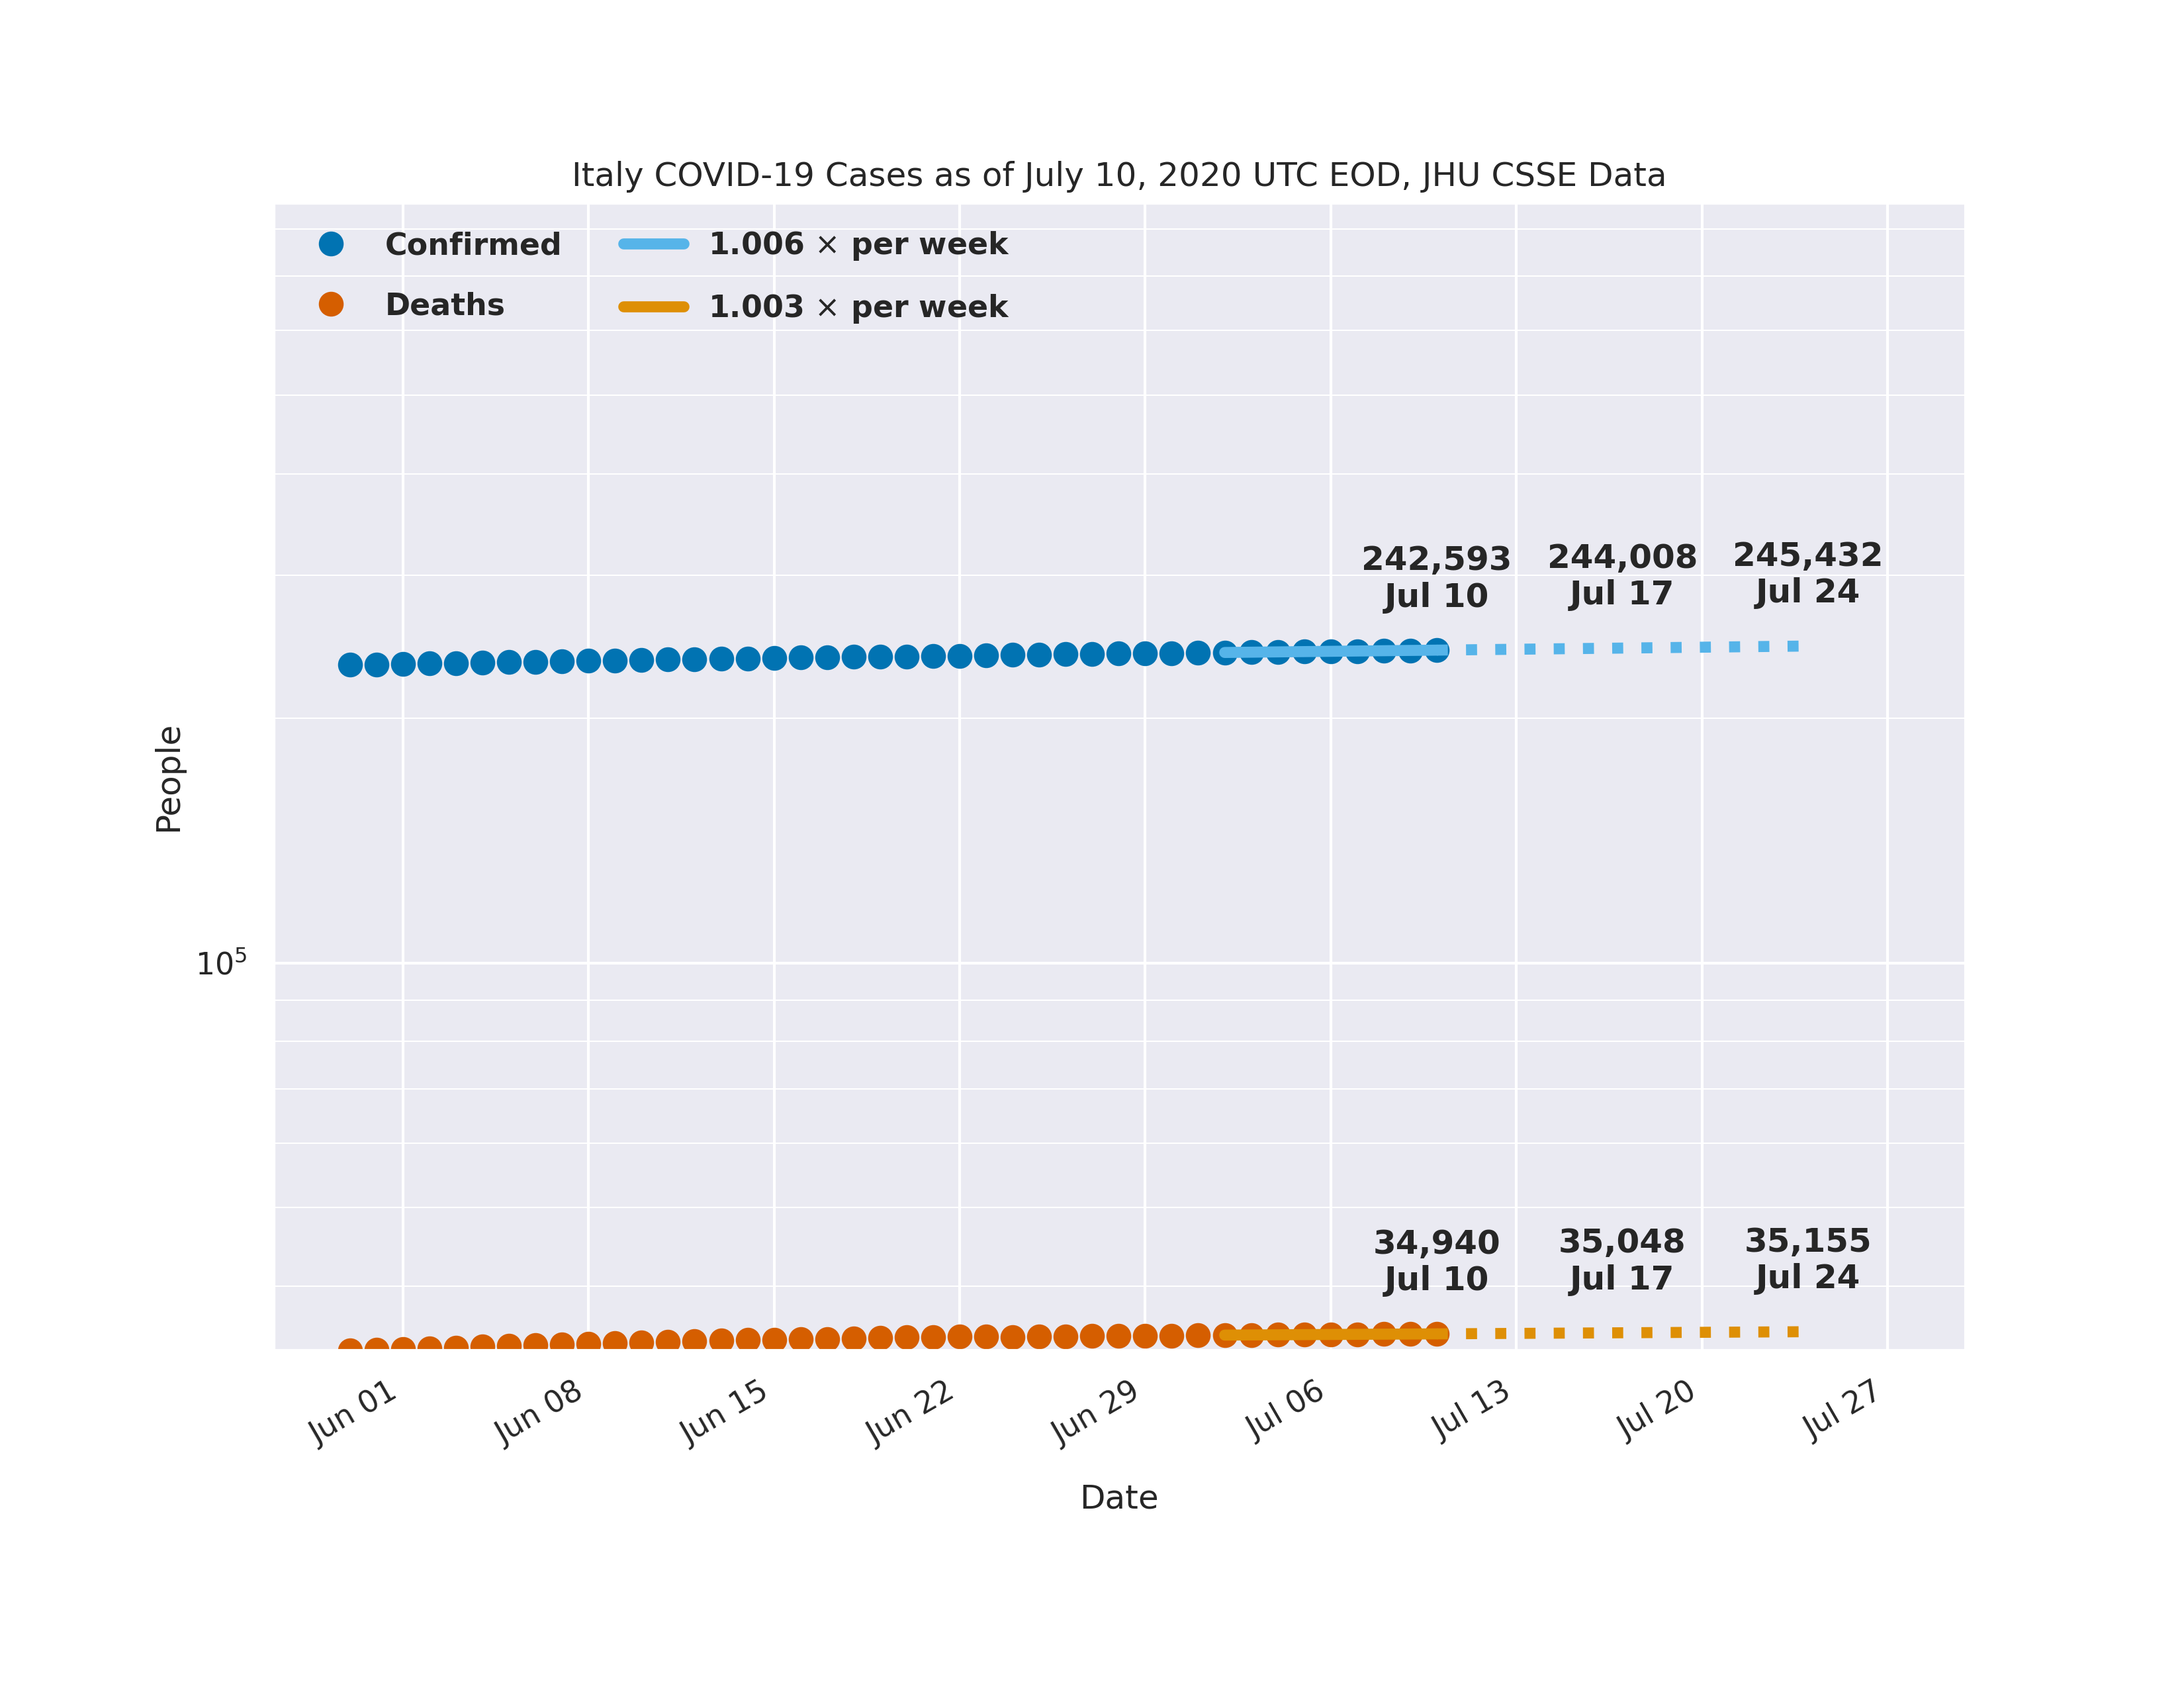 Italy COVID-19 Cases as of July 10, 2020 UTC EOD, JHU CSSE Data
Confirmed
Deaths
1.006 × per week
1.003 × per week
242,593
Jul 10
244,008
Jul 17
245,432
Jul 24
People
10⁵
34,940
Jul 10
35,048
Jul 17
35,155
Jul 24
Jun 01
Jun 08
Jun 15
Jun 22
Jun 29
Jul 06
Jul 13
Jul 20
Jul 27
Date